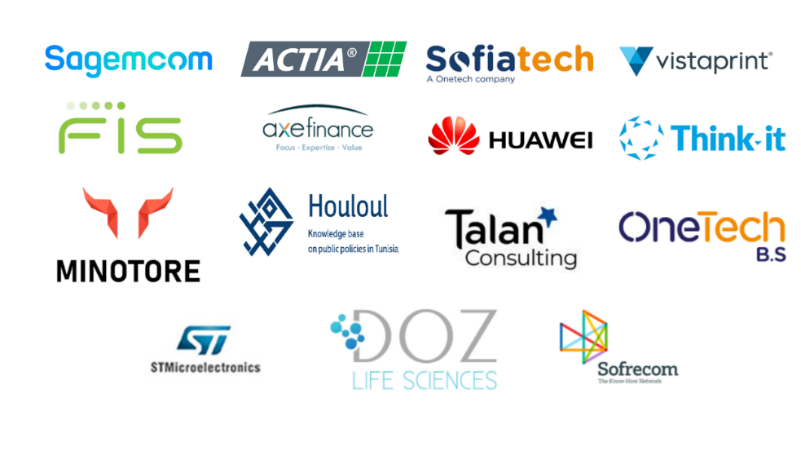 Sagemcom
ACTIA®
Sofiatech
A Onetech company
vistaprint®
FIS
axefinance
Focus · Expertise · Value
HUAWEI
Think-it
MINOTORE
Houloul
Knowledge base
on public policies in Tunisia
Talan
Consulting
OneTech
B.S
ST
STMicroelectronics
DOZ
LIFE SCIENCES
Sofrecom
The Know-How Network